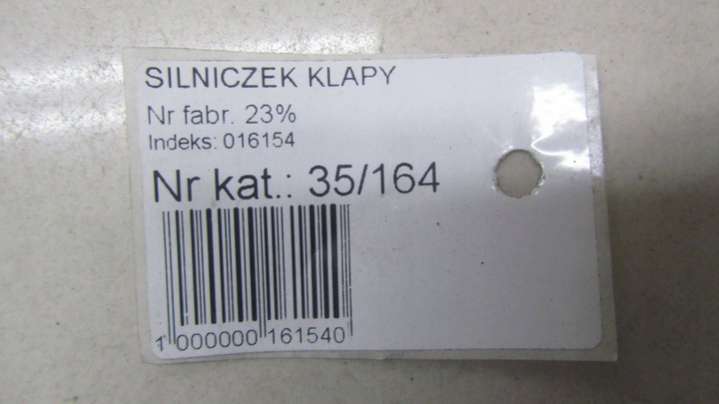 SILNICZEK KLAPY
Nr fabr. 23%
Indeks: 016154
Nr kat.: 35/164
1 000000 161540